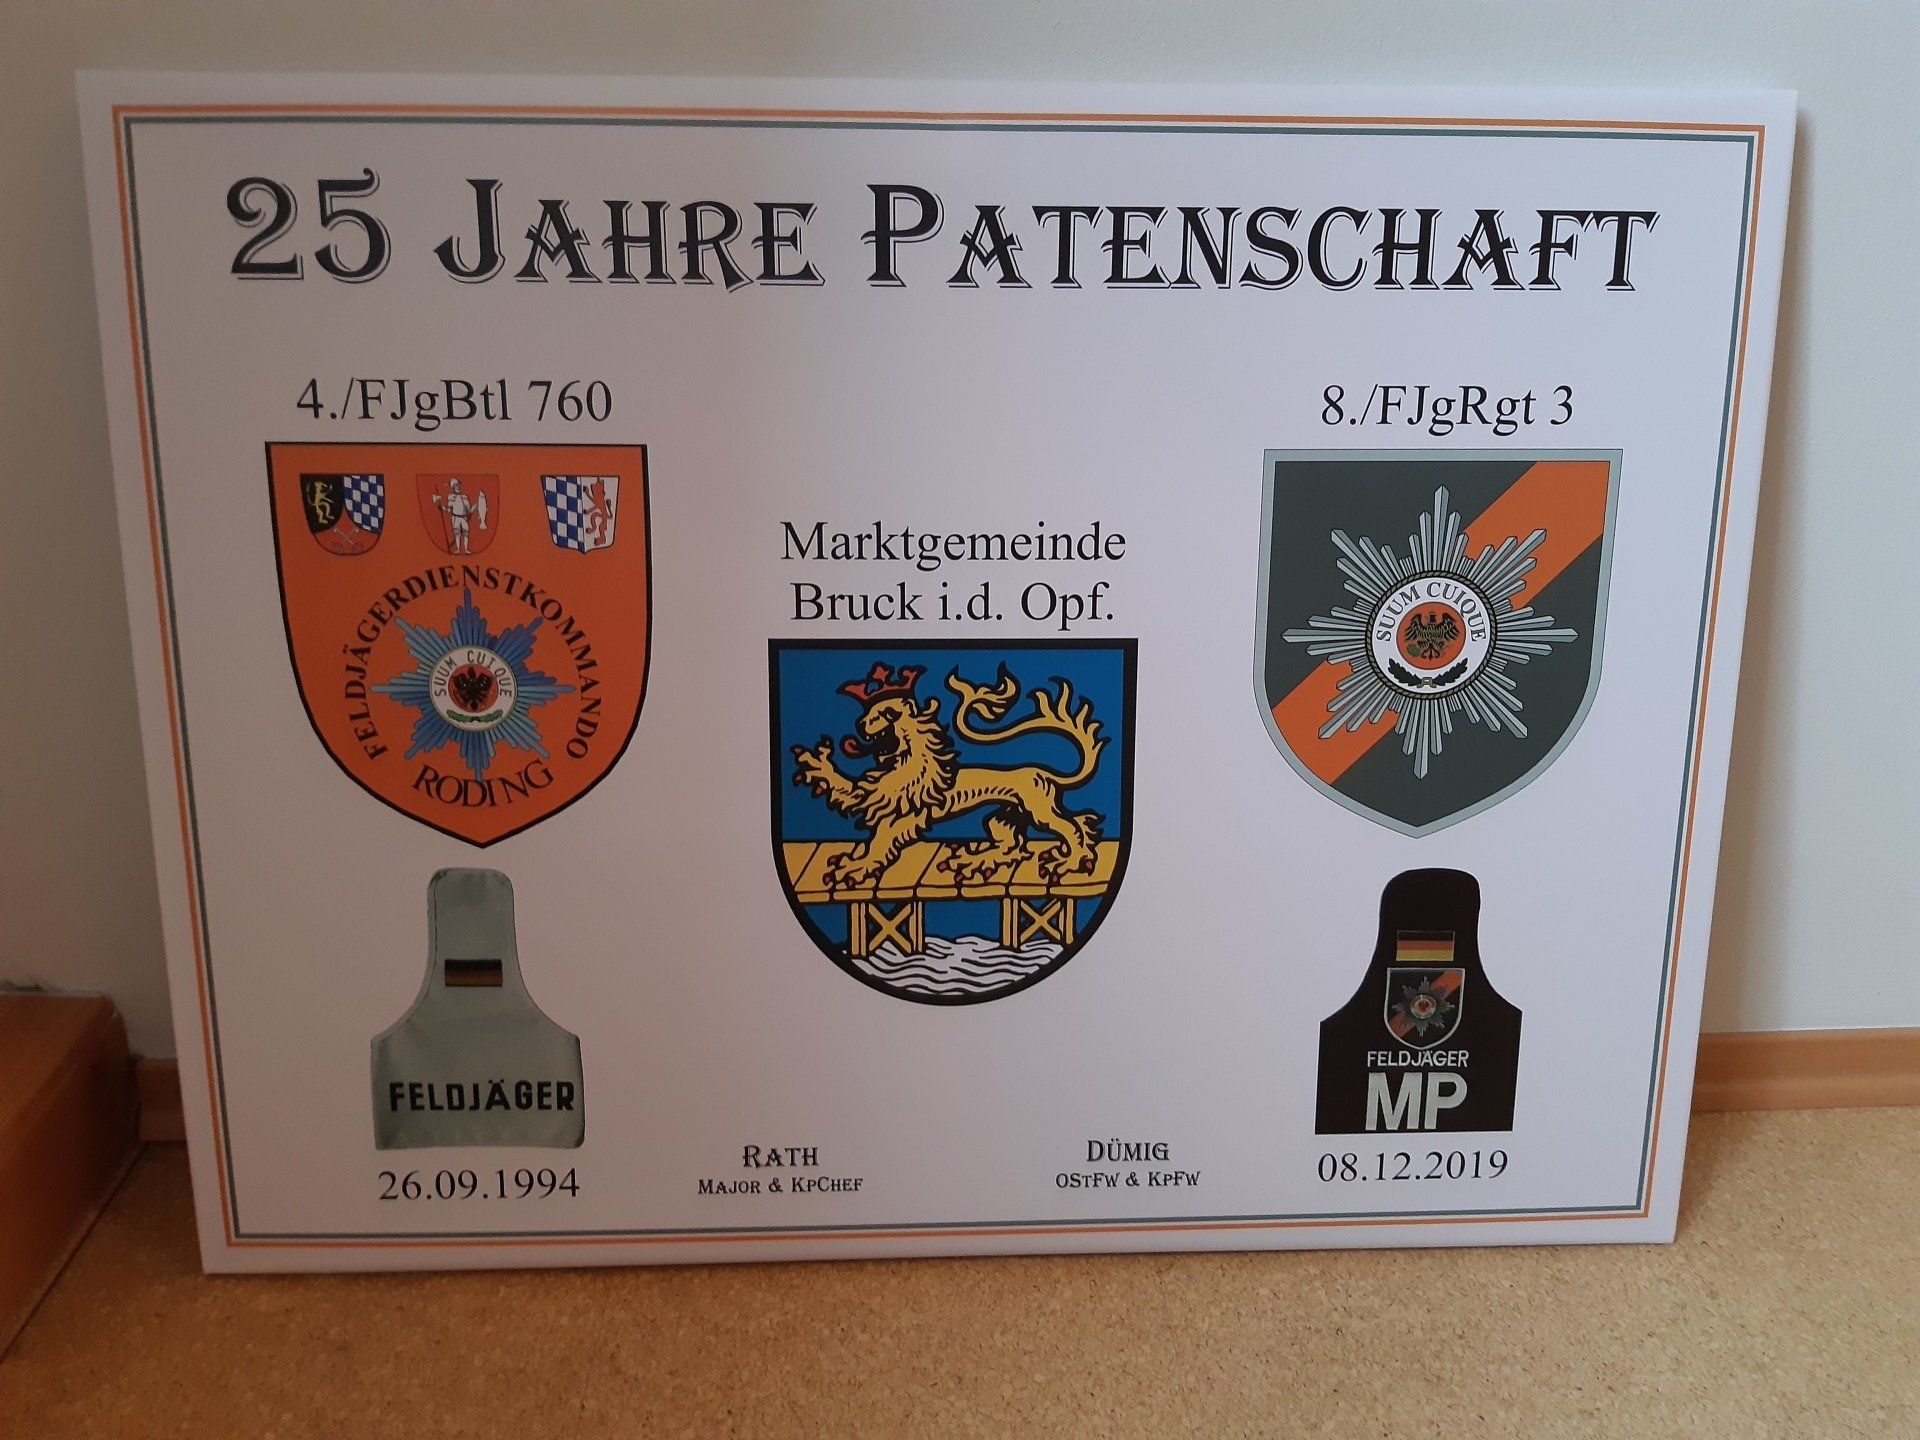 25 JAHRE PATENSCHAFT
4./FJgBtl 760
8./FJgRgt 3
FELDJÄGERDIENSTKOMMANDO
RODING
SUUM CUIQUE
Marktgemeinde
Bruck i.d. Opf.
SUUM CUIQUE
FELDJÄGER
FELDJÄGER
MP
26.09.1994
RATH
MAJOR & KPCHEF
DÜMIG
OSTFW & KPFW
08.12.2019